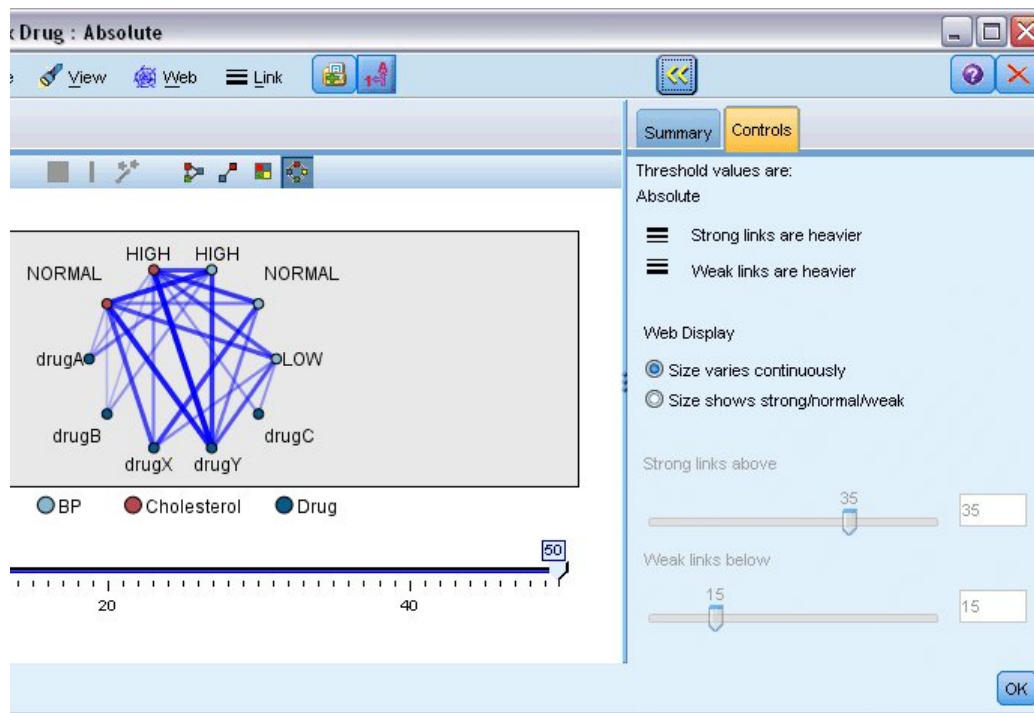 x Drug : Absolute
View Web Link
Summary Controls
Threshold values are:
Absolute
Strong links are heavier
Weak links are heavier
Web Display
Size varies continuously
Size shows strong/normal/weak
Strong links above
35
35
Weak links below
15
15
OK
HIGH HIGH
NORMAL NORMAL
drugA LOW
drugB drugC
drugX drugY
BP Cholesterol Drug
50
20 40